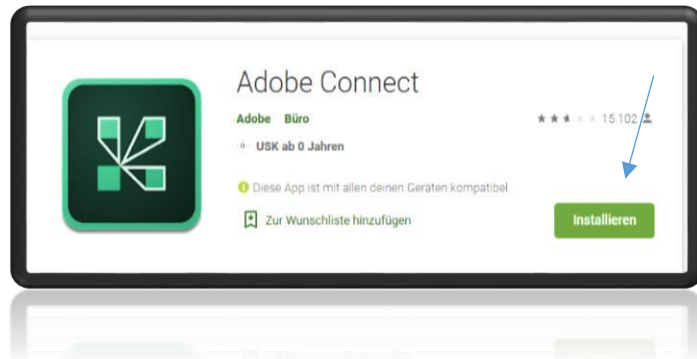 Adobe Connect
Adobe Büro
15.102
USK ab 0 Jahren
Diese App ist mit allen deinen Geräten kompatibel
Zur Wunschliste hinzufügen
Installieren